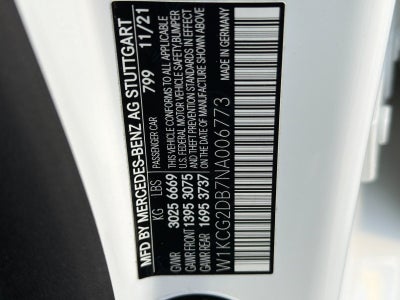 MFD BY MERCEDES-BENZ AG STUTTGART
799 11/21
PASSENGER CAR
THIS VEHICLE CONFORMS TO ALL APPLICABLE
U.S. FEDERAL MOTOR VEHICLE SAFETY,BUMPER
AND THEFT PREVENTION STANDARDS IN EFFECT
ON THE DATE OF MANUFACTURE SHOWN ABOVE
MADE IN GERMANY
KG LBS
GVWR 3025 6669
GAWR FRONT 1395 3075
GAWR REAR 1695 3737
W1KCG2DB7NA006773